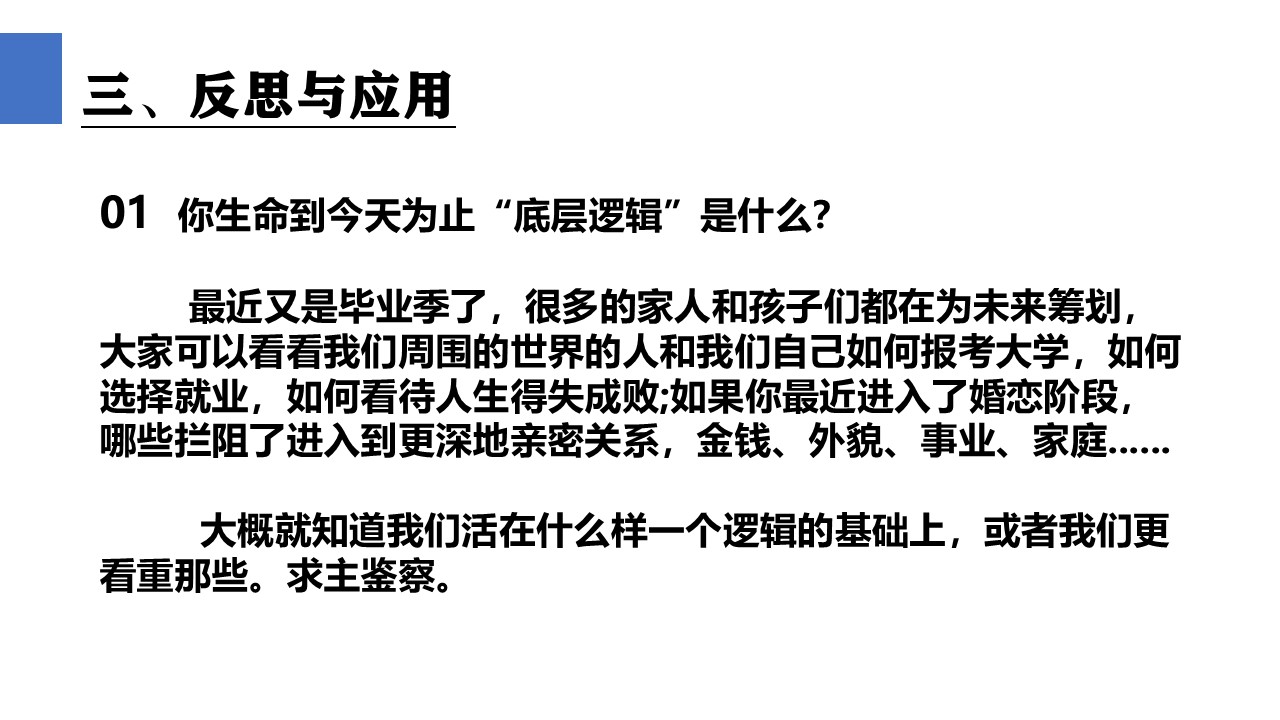 三、反思与应用
01 你生命到今天为止“底层逻辑”是什么?
最近又是毕业季了，很多的家人和孩子们都在为未来筹划，
大家可以看看我们周围的世界的人和我们自己如何报考大学，如何
选择就业，如何看待人生得失成败;如果你最近进入了婚恋阶段，
哪些拦阻了进入到更深地亲密关系，金钱、外貌、事业、家庭……
大概就知道我们活在什么样一个逻辑的基础上，或者我们更
看重那些。求主鉴察。